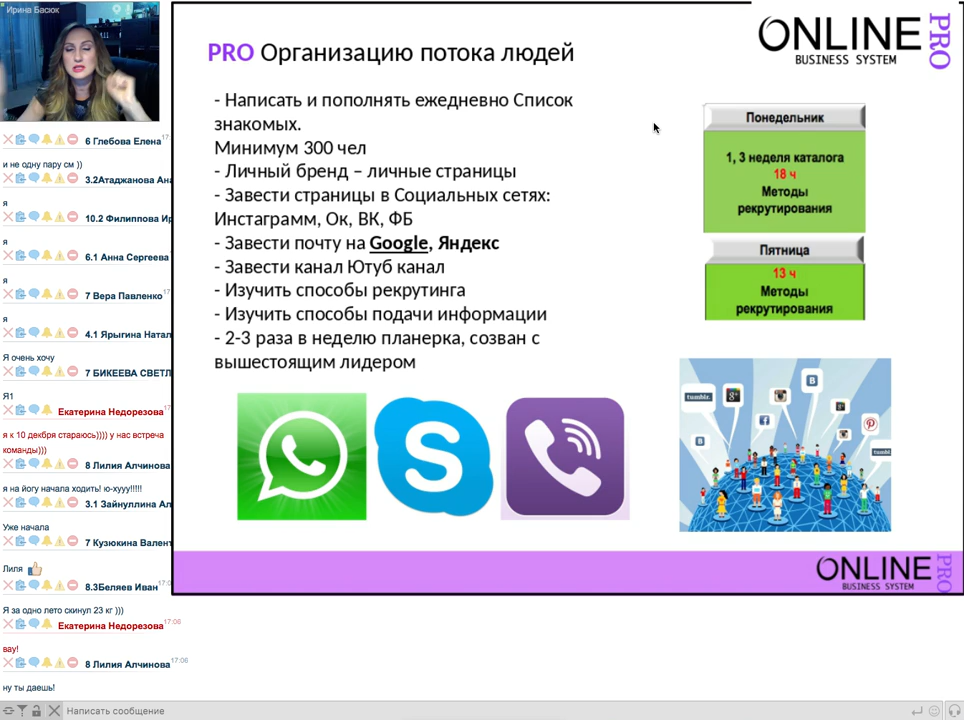 Ирина Басюк
6 Глебова Елена
и не одну пару см ))
3.2Атаджанова Ана
я
10.2 Филиппова Ир
я
6.1 Анна Сергеева
я
7 Вера Павленко
я
4.1 Ярыгина Натал
Я очень хочу
7 БИКЕЕВА СВЕТЛ
Я1
Екатерина Недорезова
я к 10 декбря стараюсь)))) у нас встреча
команды)))
8 Лилия Алчинова
я на йогу начала ходить! ю-хууу!!!!!
3.1 Зайнуллина Ал
Уже начала
7 Кузюкина Валент
Лиля
8.3Беляев Иван
Я за одно лето скинул 23 кг )))
Екатерина Недорезова 17:06
вау!
8 Лилия Алчинова 17:06
ну ты даешь!
Написать сообщение
PRO Организацию потока людей
- Написать и пополнять ежедневно Список
знакомых.
Минимум 300 чел
- Личный бренд – личные страницы
- Завести страницы в Социальных сетях:
Инстаграмм, Ок, ВК, ФБ
- Завести почту на Google, Яндекс
- Завести канал Ютуб канал
- Изучить способы рекрутинга
- Изучить способы подачи информации
- 2-3 раза в неделю планерка, созван с
вышестоящим лидером
ONLINE PRO
BUSINESS SYSTEM
Понедельник
1, 3 неделя каталога
18 ч
Методы
рекрутирования
Пятница
13 ч
Методы
рекрутирования
tumblr.
ONLINE PRO
BUSINESS SYSTEM